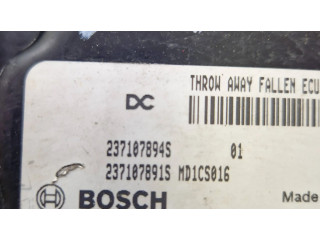 THROW AWAY FALLEN ECU
DC
237107894S 01
237107891S MD1CS016
BOSCH Made